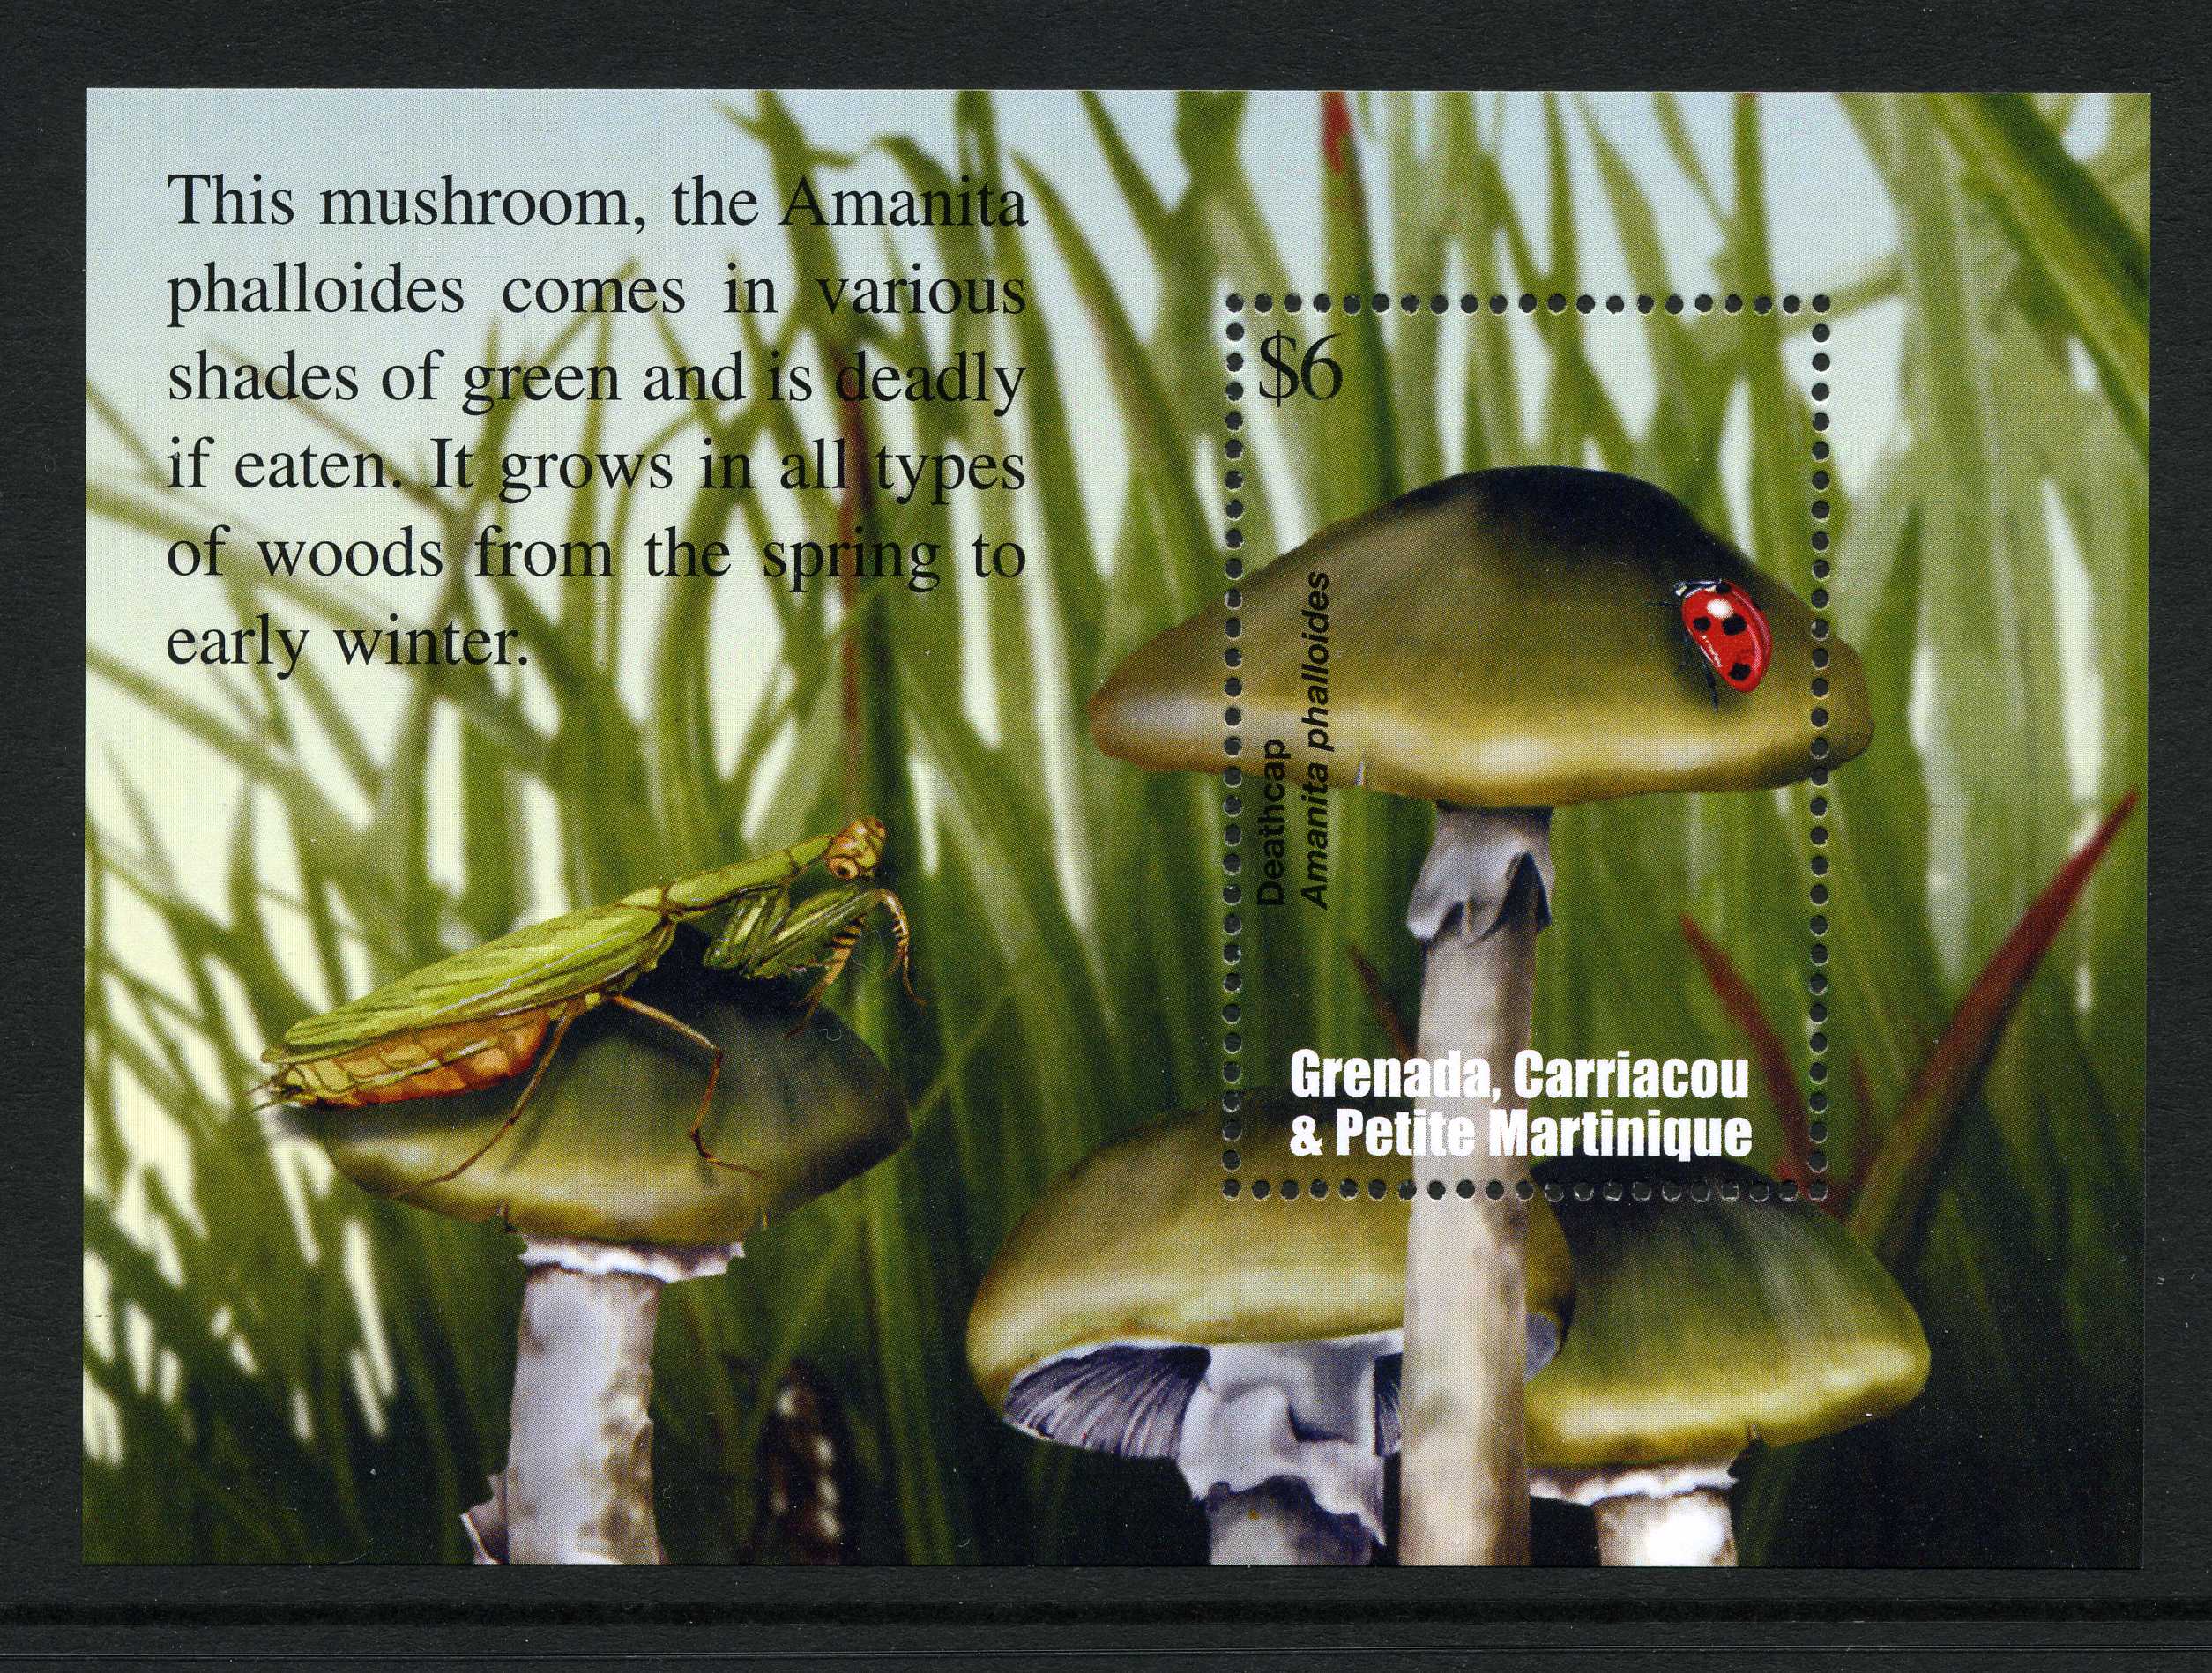 This mushroom, the Amanita
phalloides comes in various
shades of green and is deadly
if eaten. It grows in all types
of woods from the spring to
early winter.
$6
Deathcap
Amanita phalloides
Grenada, Carriacou
& Petite Martinique